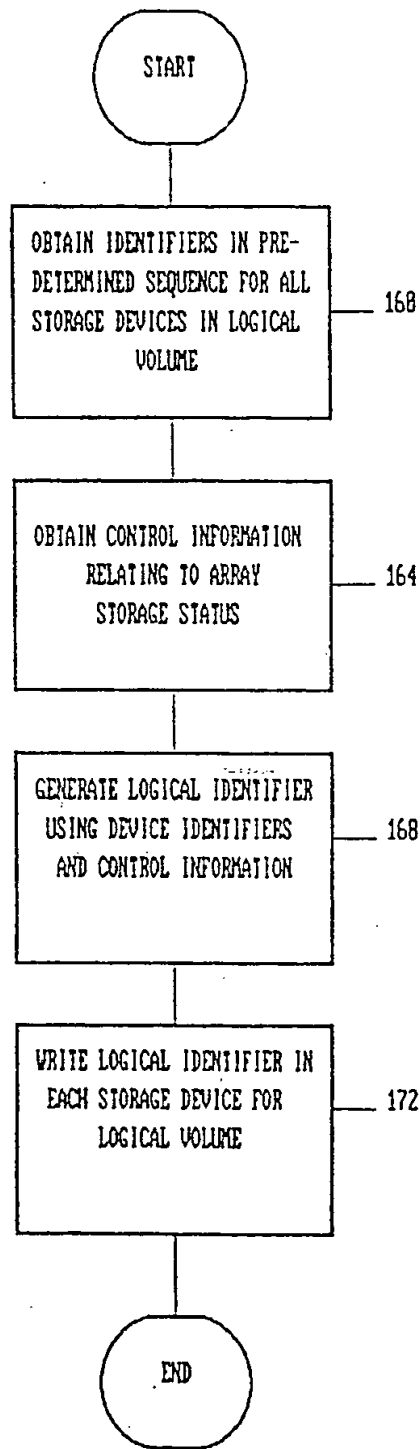 START
OBTAIN IDENTIFIERS IN PRE-
DETERMINED SEQUENCE FOR ALL
STORAGE DEVICES IN LOGICAL
VOLUME
168
OBTAIN CONTROL INFORMATION
RELATING TO ARRAY
STORAGE STATUS
164
GENERATE LOGICAL IDENTIFIER
USING DEVICE IDENTIFIERS
AND CONTROL INFORMATION
168
WRITE LOGICAL IDENTIFIER IN
EACH STORAGE DEVICE FOR
LOGICAL VOLUME
172
END